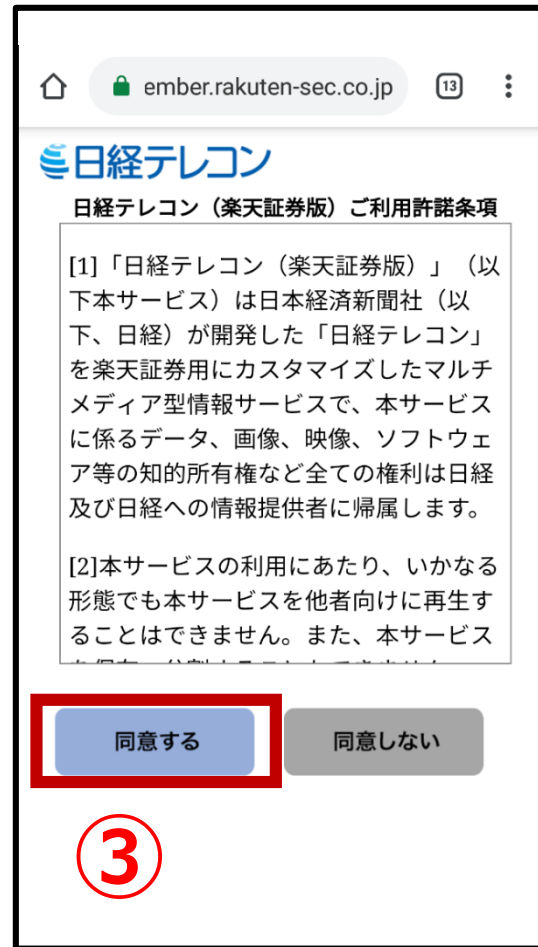 ember.rakuten-sec.co.jp 13
日経テレコン
日経テレコン（楽天証券版）ご利用許諾条項
[1]「日経テレコン（楽天証券版）」（以
下本サービス）は日本経済新聞社（以
下、日経）が開発した「日経テレコン」
を楽天証券用にカスタマイズしたマルチ
メディア型情報サービスで、本サービス
に係るデータ、画像、映像、ソフトウェ
ア等の知的所有権など全ての権利は日経
及び日経への情報提供者に帰属します。
[2]本サービスの利用にあたり、いかなる
形態でも本サービスを他者向けに再生す
ることはできません。また、本サービス
同意する 同意しない
③